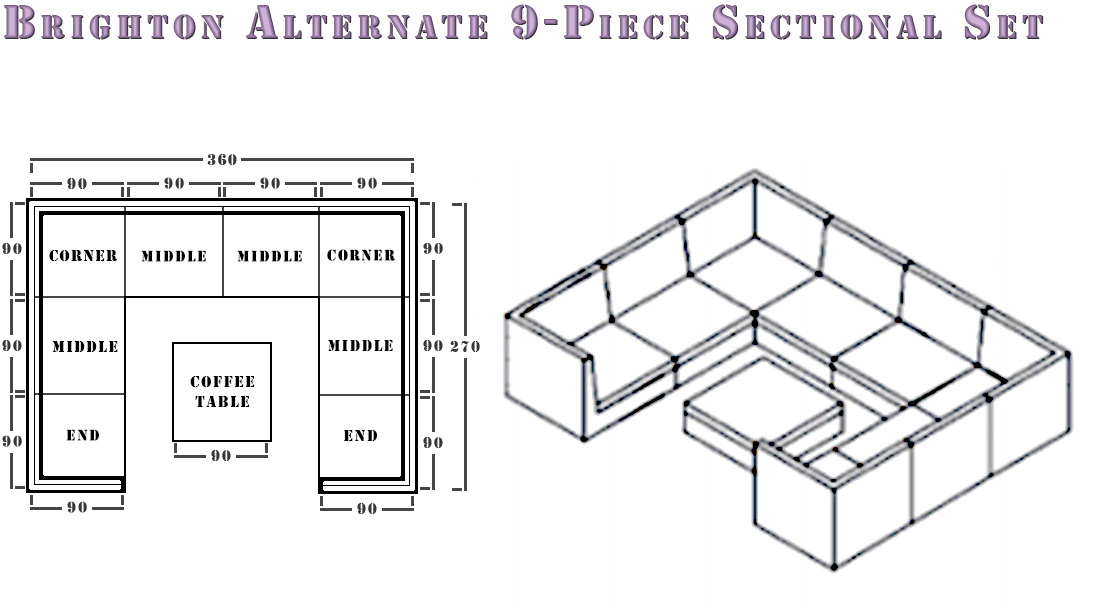 Brighton Alternate 9-Piece Sectional Set
360
90 90 90 90
90 CORNER MIDDLE MIDDLE CORNER 90
90 MIDDLE MIDDLE 90 270
COFFEE
TABLE
90 END END 90
90
90 90